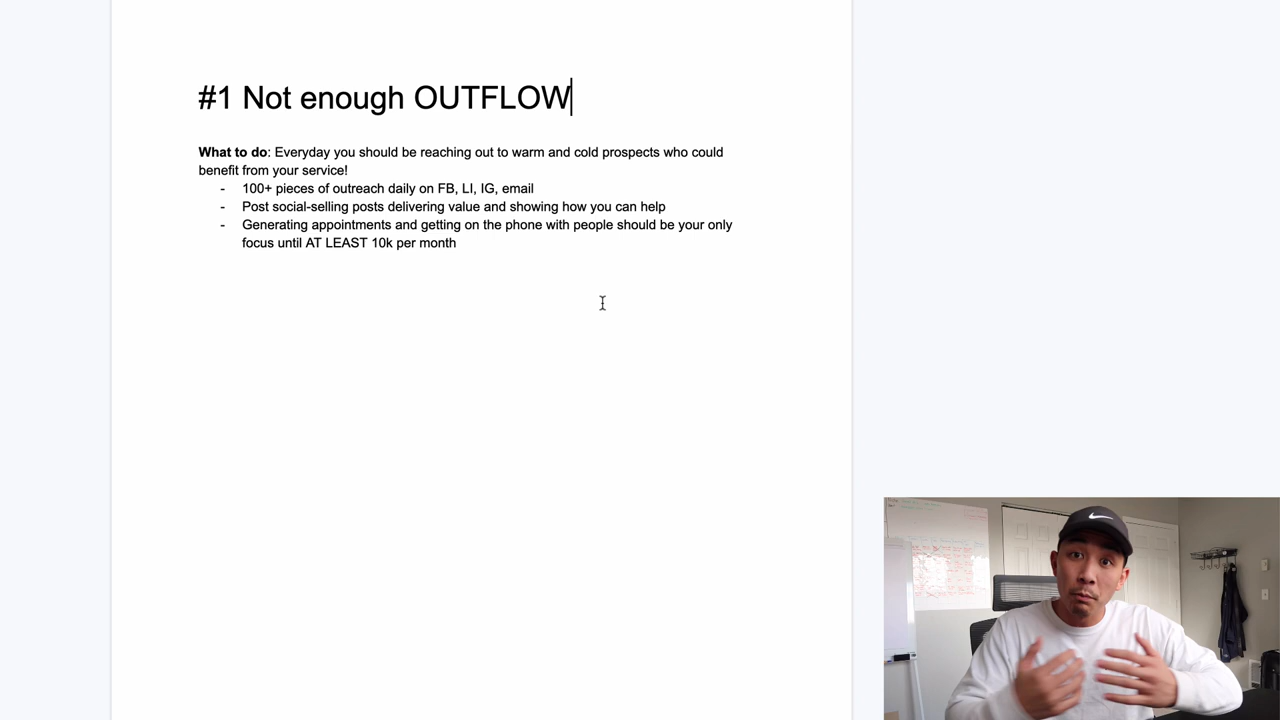 #1 Not enough OUTFLOW
What to do: Everyday you should be reaching out to warm and cold prospects who could
benefit from your service!
- 100+ pieces of outreach daily on FB, LI, IG, email
- Post social-selling posts delivering value and showing how you can help
- Generating appointments and getting on the phone with people should be your only
focus until AT LEAST 10k per month